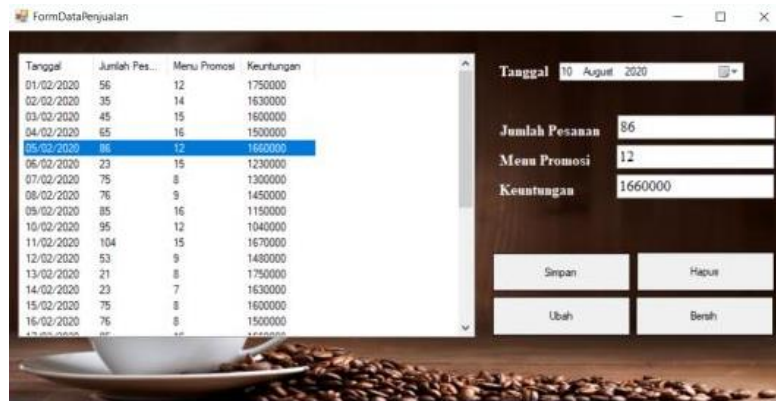 FormDataPenjualan
Tanggal Jumlah Pes... Menu Promosi Keuntungan
01/02/2020 56 12 1750000
02/02/2020 35 14 1630000
03/02/2020 45 15 1600000
04/02/2020 65 16 1500000
05/02/2020 86 12 1660000
06/02/2020 23 15 1230000
07/02/2020 75 8 1300000
08/02/2020 76 9 1450000
09/02/2020 85 16 1150000
10/02/2020 95 12 1040000
11/02/2020 104 15 1670000
12/02/2020 53 9 1480000
13/02/2020 21 8 1750000
14/02/2020 23 7 1630000
15/02/2020 75 8 1600000
16/02/2020 76 8 1500000
Tanggal 10 August 2020
Jumlah Pesanan 86
Menu Promosi 12
Keuntungan 1660000
Simpan Hapus
Ubah Bersih